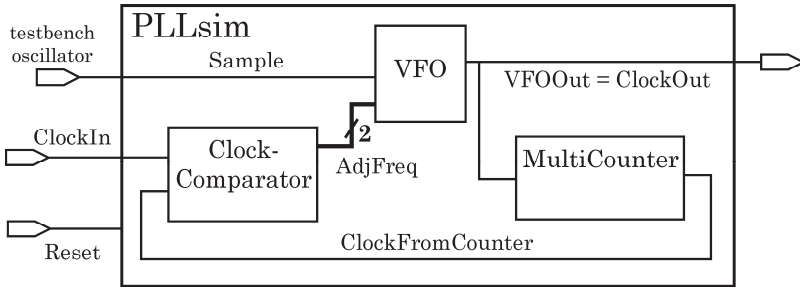 PLLsim
testbench
oscillator
Sample
VFO
VFOOut = ClockOut
ClockIn
Clock-
Comparator
2
AdjFreq
MultiCounter
Reset
ClockFromCounter